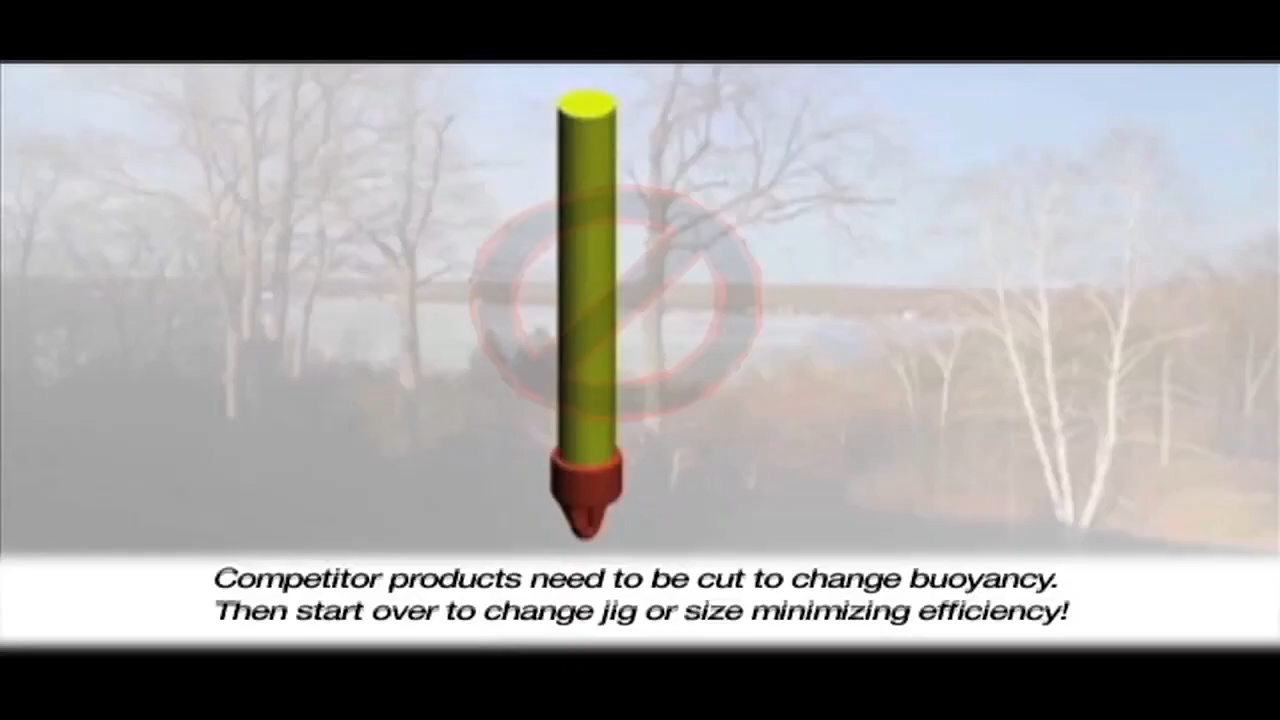 Competitor products need to be cut to change buoyancy.
Then start over to change jig or size minimizing efficiency!